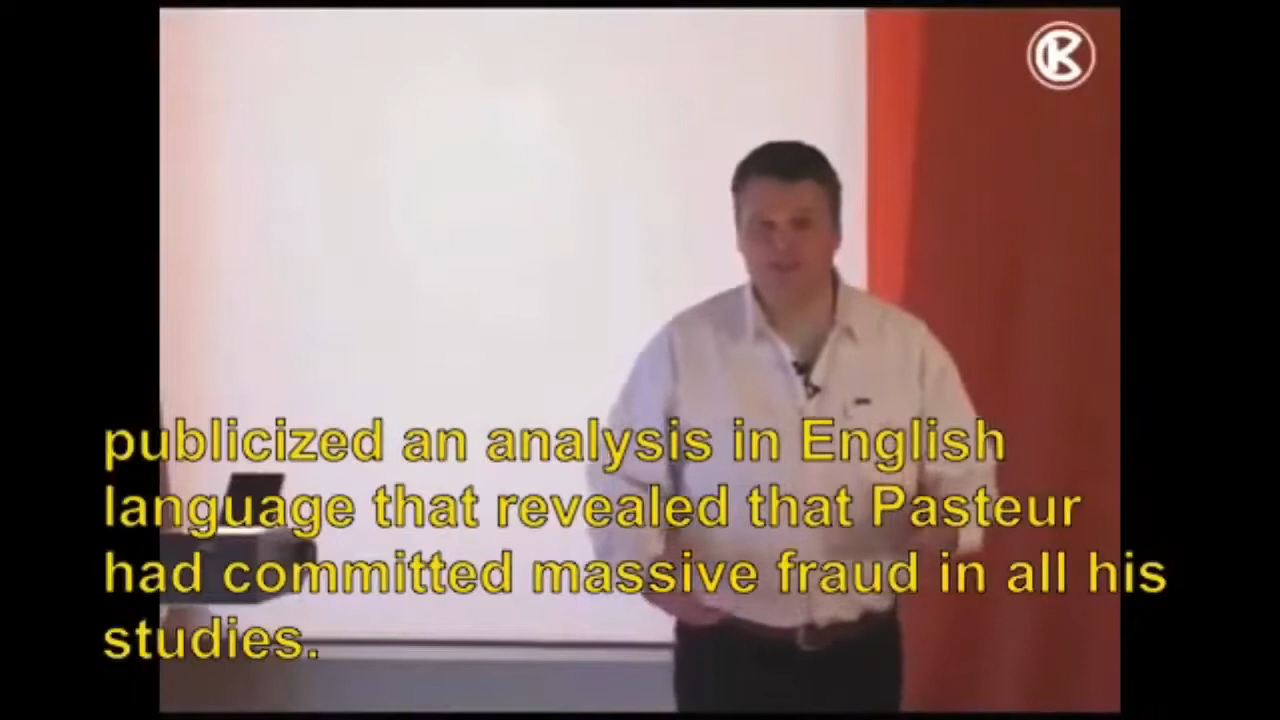 publicized an analysis in English
language that revealed that Pasteur
had committed massive fraud in all his
studies.